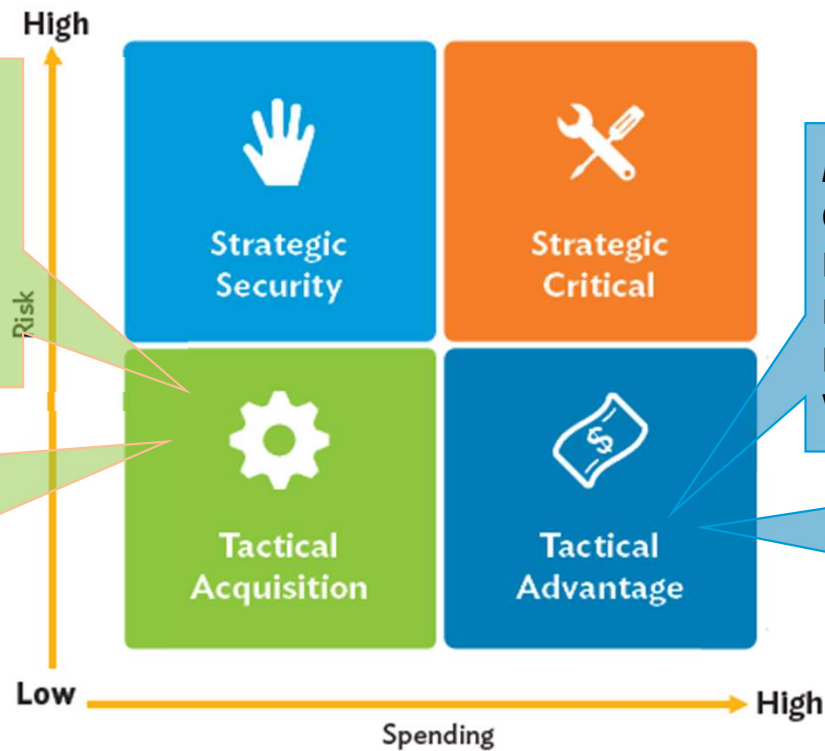 High
Strategic
Security
Strategic
Critical
Risk
Tactical
Acquisition
Tactical
Advantage
Low
High
Spending